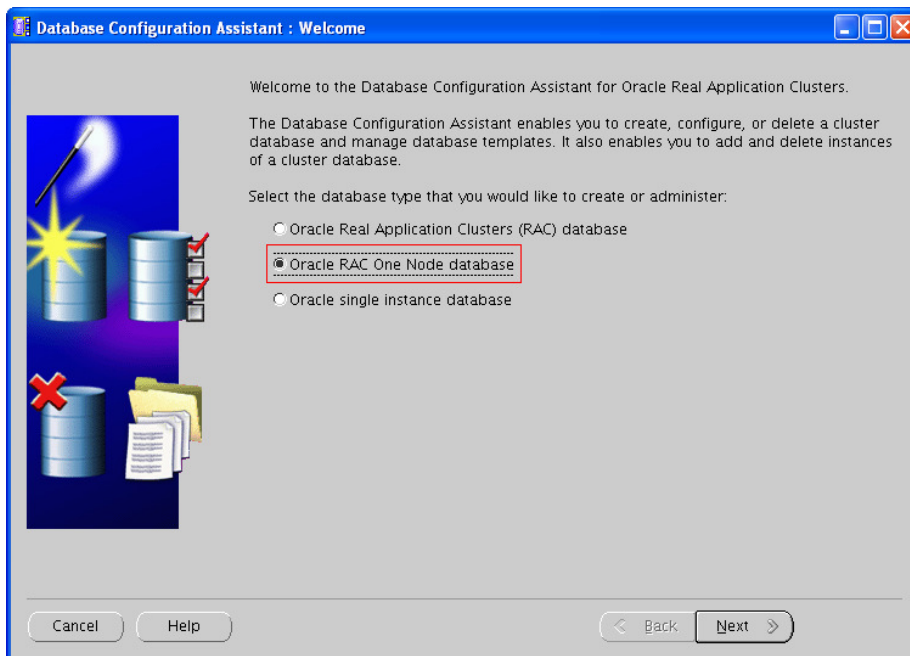 Database Configuration Assistant : Welcome
Welcome to the Database Configuration Assistant for Oracle Real Application Clusters.
The Database Configuration Assistant enables you to create, configure, or delete a cluster
database and manage database templates. It also enables you to add and delete instances
of a cluster database.
Select the database type that you would like to create or administer:
Oracle Real Application Clusters (RAC) database
Oracle RAC One Node database
Oracle single instance database
Cancel
Help
Back
Next